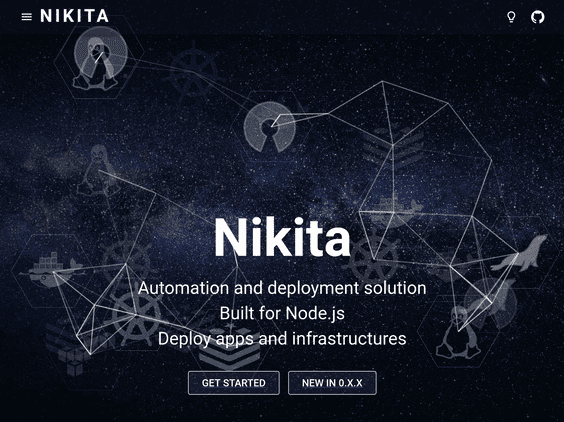 NIKITA
Nikita
Automation and deployment solution
Built for Node.js
Deploy apps and infrastructures
GET STARTED
NEW IN 0.X.X